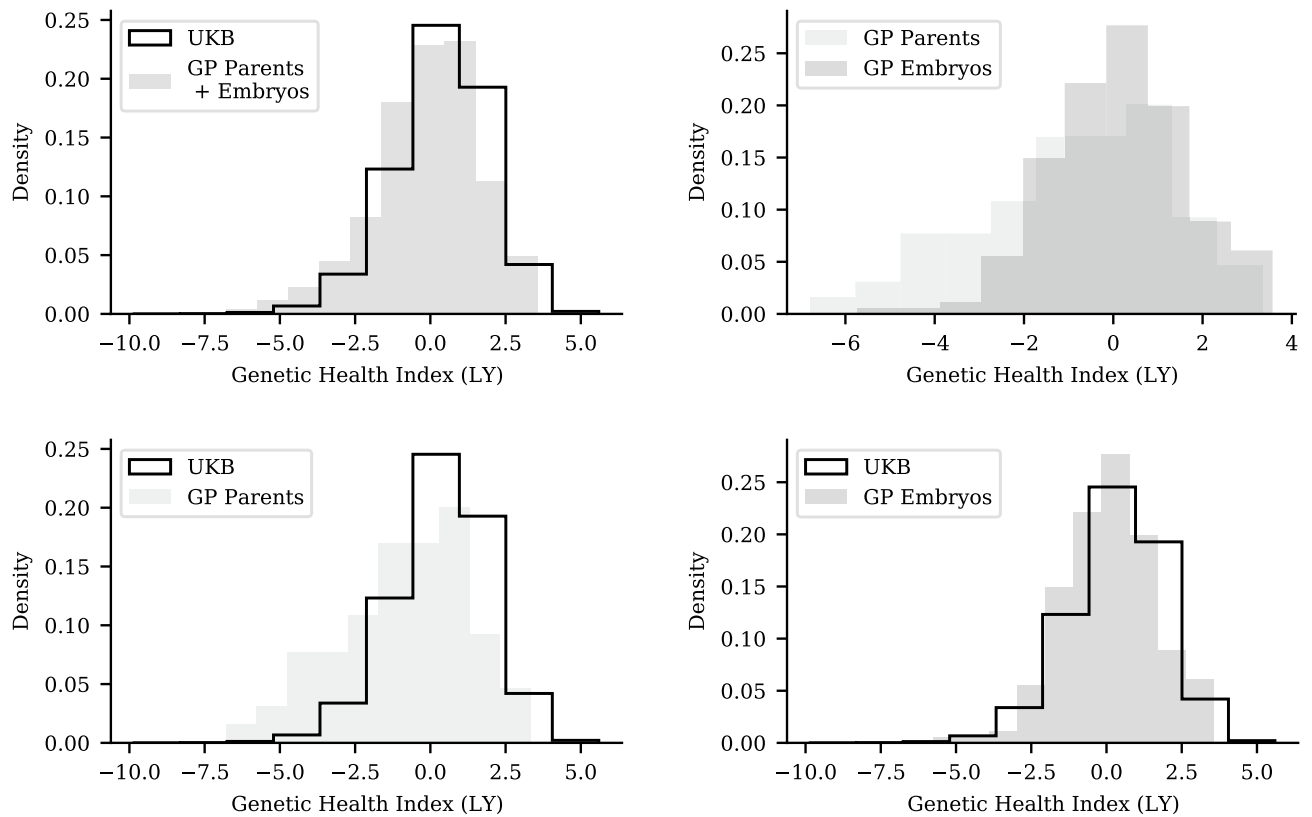 0.25
0.20
0.15
0.10
0.05
0.00
Density
UKB
GP Parents
+ Embryos
−10.0 −7.5 −5.0 −2.5 0.0 2.5 5.0
Genetic Health Index (LY)
0.25
0.20
0.15
0.10
0.05
0.00
Density
GP Parents
GP Embryos
−6 −4 −2 0 2 4
Genetic Health Index (LY)
0.25
0.20
0.15
0.10
0.05
0.00
Density
UKB
GP Parents
−10.0 −7.5 −5.0 −2.5 0.0 2.5 5.0
Genetic Health Index (LY)
0.25
0.20
0.15
0.10
0.05
0.00
Density
UKB
GP Embryos
−10.0 −7.5 −5.0 −2.5 0.0 2.5 5.0
Genetic Health Index (LY)